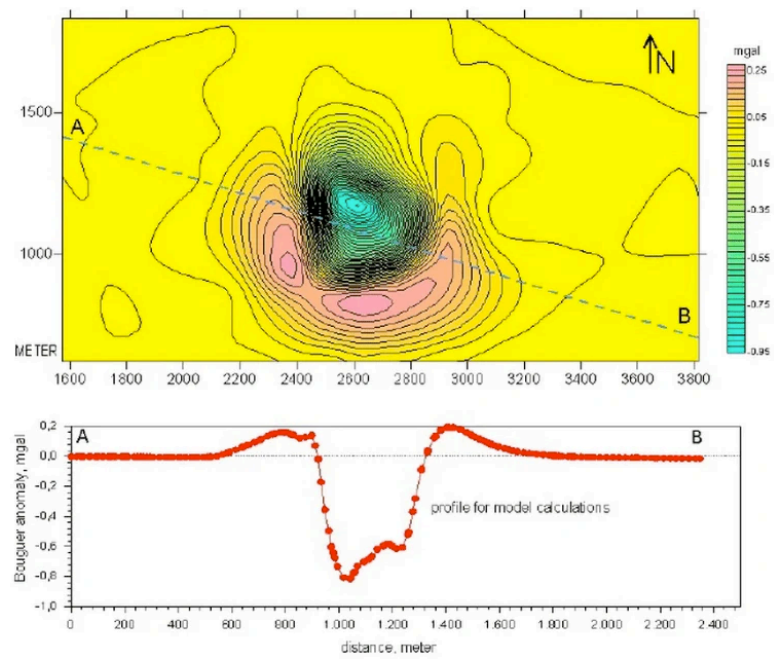 N
mgal
0.25
0.05
-0.15
-0.35
-0.55
-0.75
-0.95
1500
A
1000
B
METER
1600 2000 2200 2400 2600 2800 3000 3200 3400 3600 3800
A B
0,2
0,0
-0,2
-0,4
-0,6
-0,8
-1,0
Bouguer anomaly, mgal
profile for model calculations
0 200 400 600 800 1.000 1.200 1.400 1.600 1.800 2.000 2.200 2.400
distance, meter